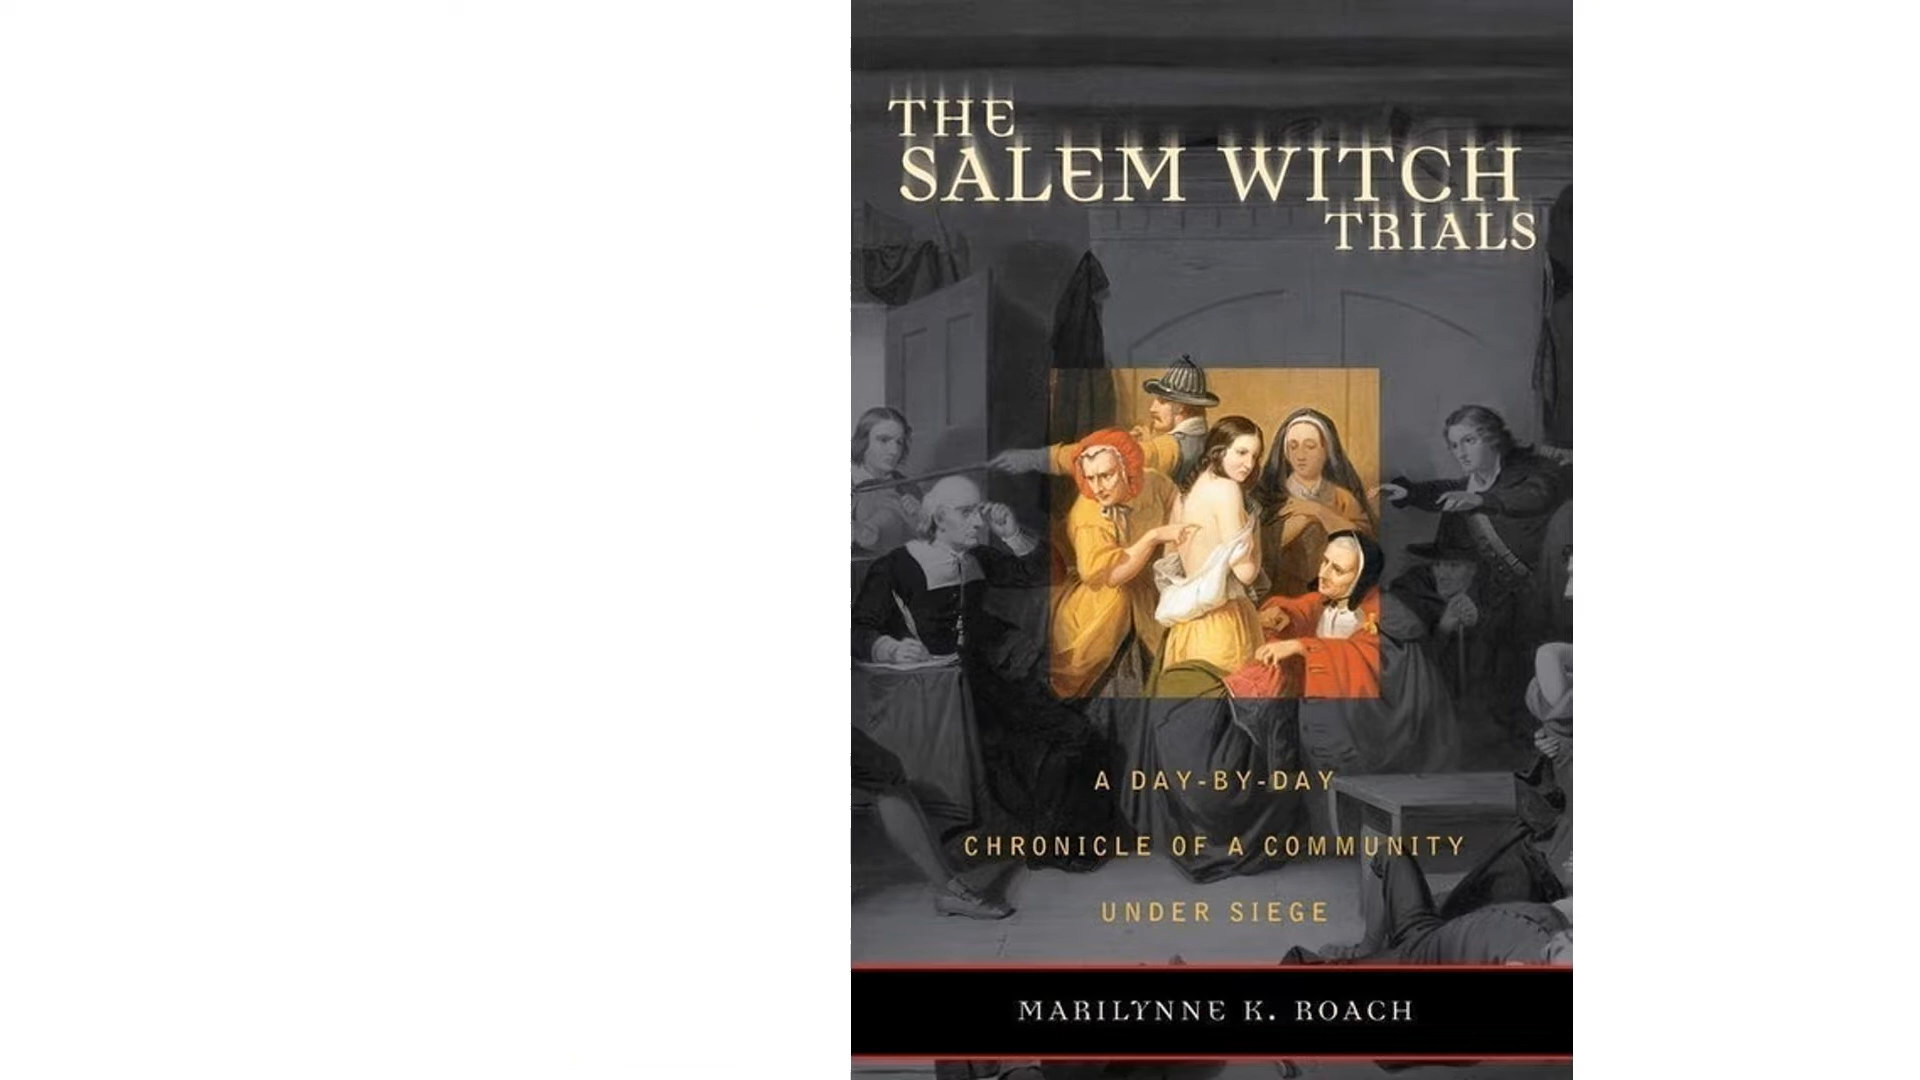 THE
SALEM WITCH
TRIALS
A DAY-BY-DAY
CHRONICLE OF A COMMUNITY
UNDER SIEGE
MARILYNNE K. ROACH